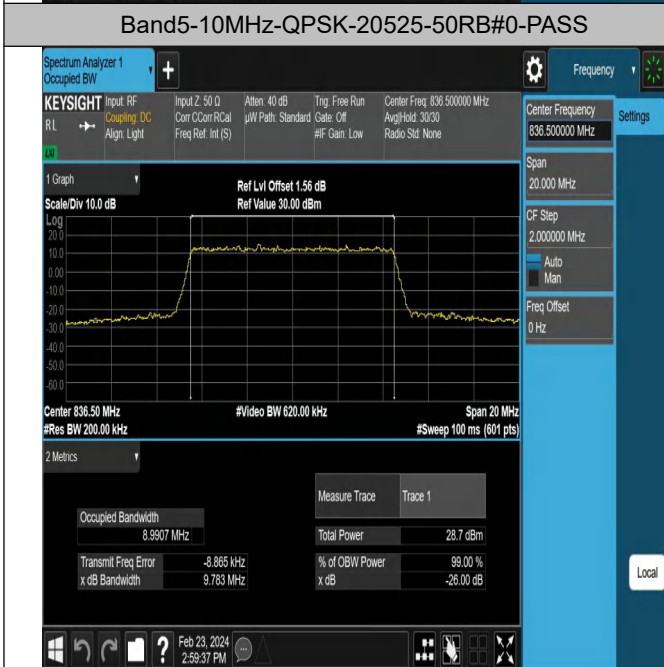 Band5-10MHz-QPSK-20525-50RB#0-PASS
Spectrum Analyzer 1
Occupied BW
+
Frequency
KEYSIGHT
RL
Input: RF
Coupling: DC
Align: Light
Input Z: 50 Ω
Corr CCorr RCal
Freq Ref: Int (S)
Atten: 40 dB
µW Path: Standard
Trig: Free Run
Gate: Off
#IF Gain: Low
Center Freq: 836.500000 MHz
Avg|Hold: 30/30
Radio Std: None
Center Frequency
836.500000 MHz
Settings
Span
20.000 MHz
CF Step
2.000000 MHz
Auto
Man
Freq Offset
0 Hz
1 Graph
Scale/Div 10.0 dB
Ref Lvl Offset 1.56 dB
Ref Value 30.00 dBm
Log
20.0
10.0
0.00
-10.0
-20.0
-30.0
-40.0
-50.0
-60.0
Center 836.50 MHz
#Video BW 620.00 kHz
Span 20 MHz
#Res BW 200.00 kHz
#Sweep 100 ms (601 pts)
2 Metrics
Measure Trace
Trace 1
Occupied Bandwidth
8.9907 MHz
Total Power
28.7 dBm
Transmit Freq Error
-8.865 kHz
% of OBW Power
99.00 %
x dB Bandwidth
9.783 MHz
x dB
-26.00 dB
Local
?
Feb 23, 2024
2:59:37 PM